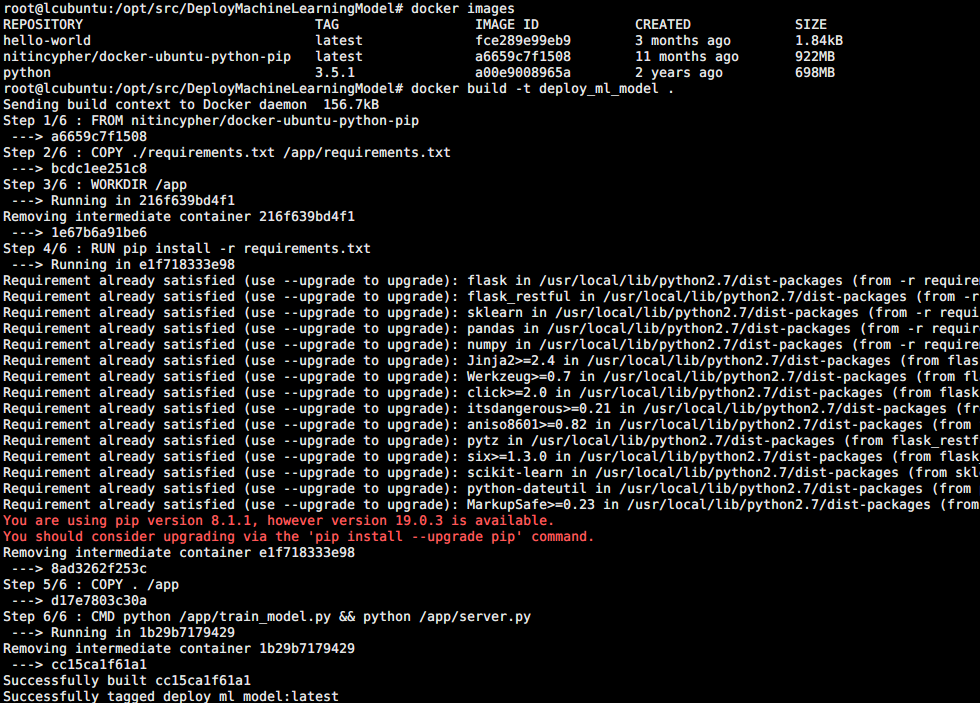 root@lcubuntu:/opt/src/DeployMachineLearningModel# docker images
REPOSITORY TAG IMAGE ID CREATED SIZE
hello-world latest fce289e99eb9 3 months ago 1.84kB
nitincypher/docker-ubuntu-python-pip latest a6659c7f1508 11 months ago 922MB
python 3.5.1 a00e9008965a 2 years ago 698MB
root@lcubuntu:/opt/src/DeployMachineLearningModel# docker build -t deploy_ml_model .
Sending build context to Docker daemon  156.7kB
Step 1/6 : FROM nitincypher/docker-ubuntu-python-pip
 ---> a6659c7f1508
Step 2/6 : COPY ./requirements.txt /app/requirements.txt
 ---> bcdc1ee251c8
Step 3/6 : WORKDIR /app
 ---> Running in 216f639bd4f1
Removing intermediate container 216f639bd4f1
 ---> 1e67b6a91be6
Step 4/6 : RUN pip install -r requirements.txt
 ---> Running in e1f718333e98
Requirement already satisfied (use --upgrade to upgrade): flask in /usr/local/lib/python2.7/dist-packages (from -r require
Requirement already satisfied (use --upgrade to upgrade): flask_restful in /usr/local/lib/python2.7/dist-packages (from -r
Requirement already satisfied (use --upgrade to upgrade): sklearn in /usr/local/lib/python2.7/dist-packages (from -r requi
Requirement already satisfied (use --upgrade to upgrade): pandas in /usr/local/lib/python2.7/dist-packages (from -r requir
Requirement already satisfied (use --upgrade to upgrade): numpy in /usr/local/lib/python2.7/dist-packages (from -r require
Requirement already satisfied (use --upgrade to upgrade): Jinja2>=2.4 in /usr/local/lib/python2.7/dist-packages (from flas
Requirement already satisfied (use --upgrade to upgrade): Werkzeug>=0.7 in /usr/local/lib/python2.7/dist-packages (from fl
Requirement already satisfied (use --upgrade to upgrade): click>=2.0 in /usr/local/lib/python2.7/dist-packages (from flask
Requirement already satisfied (use --upgrade to upgrade): itsdangerous>=0.21 in /usr/local/lib/python2.7/dist-packages (fr
Requirement already satisfied (use --upgrade to upgrade): aniso8601>=0.82 in /usr/local/lib/python2.7/dist-packages (from
Requirement already satisfied (use --upgrade to upgrade): pytz in /usr/local/lib/python2.7/dist-packages (from flask_restf
Requirement already satisfied (use --upgrade to upgrade): six>=1.3.0 in /usr/local/lib/python2.7/dist-packages (from flask_
Requirement already satisfied (use --upgrade to upgrade): scikit-learn in /usr/local/lib/python2.7/dist-packages (from skl
Requirement already satisfied (use --upgrade to upgrade): python-dateutil in /usr/local/lib/python2.7/dist-packages (from
Requirement already satisfied (use --upgrade to upgrade): MarkupSafe>=0.23 in /usr/local/lib/python2.7/dist-packages (from
You are using pip version 8.1.1, however version 19.0.3 is available.
You should consider upgrading via the 'pip install --upgrade pip' command.
Removing intermediate container e1f718333e98
 ---> 8ad3262f253c
Step 5/6 : COPY . /app
 ---> d17e7803c30a
Step 6/6 : CMD python /app/train_model.py && python /app/server.py
 ---> Running in 1b29b7179429
Removing intermediate container 1b29b7179429
 ---> cc15ca1f61a1
Successfully built cc15ca1f61a1
Successfully tagged deploy_ml_model:latest